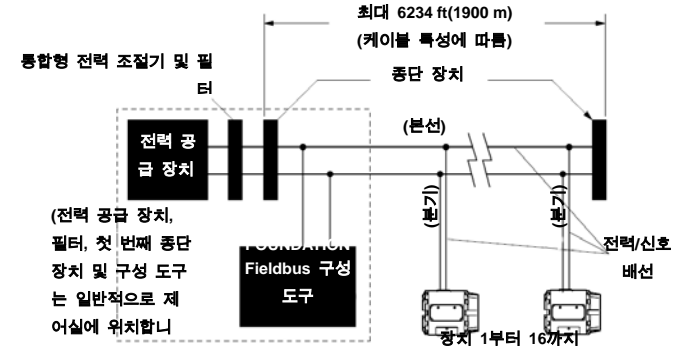 최대 6234 ft(1900 m)
(케이블 특성에 따름)
통합형 전력 조절기 및 필
터
종단 장치
(본선)
전력 공
급 장치
(분기)
(분기)
(전력 공급 장치,
필터, 첫 번째 종단
장치 및 구성 도구
는 일반적으로 제
어실에 위치합니
FOUNDATION
Fieldbus 구성
도구
전력/신호
배선
장치 1부터 16까지